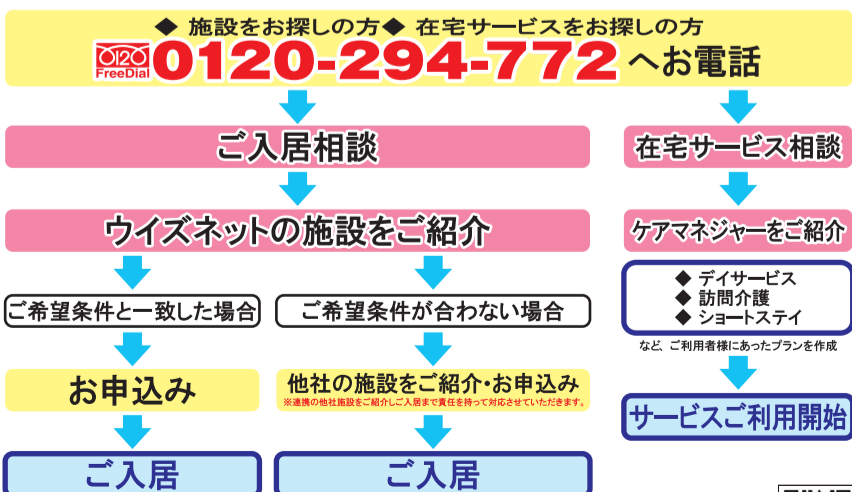 ◆ 施設をお探しの方◆ 在宅サービスをお探しの方
0120
FreeDial
0120-294-772 へお電話
ご入居相談
在宅サービス相談
ウイズネットの施設をご紹介
ケアマネジャーをご紹介
◆ デイサービス
◆ 訪問介護
◆ ショートステイ
など、ご利用者様にあったプランを作成
ご希望条件と一致した場合
ご希望条件が合わない場合
お申込み
他社の施設をご紹介・お申込み
※連携の他社施設をご紹介しご入居まで責任を持って対応させていただきます。
サービスご利用開始
ご入居
ご入居